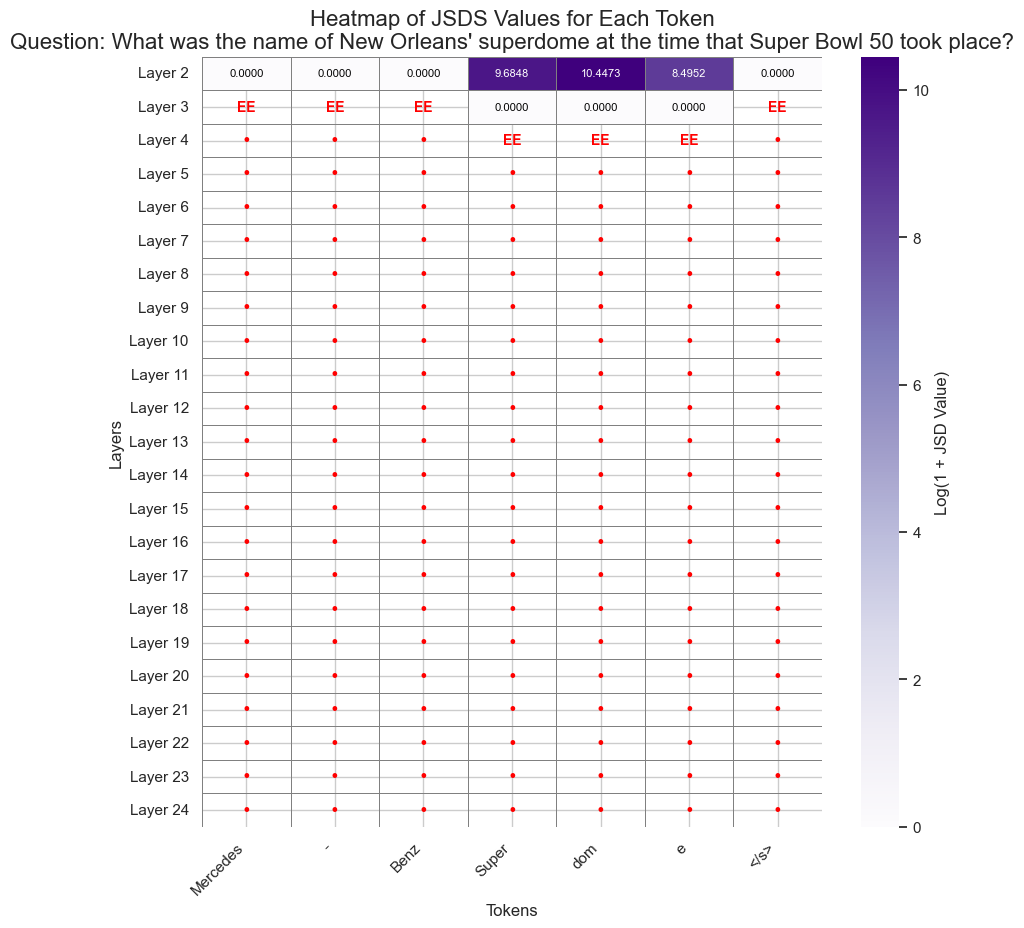 Heatmap of JSDS Values for Each Token
Question: What was the name of New Orleans' superdome at the time that Super Bowl 50 took place?
Layer 2 0.0000 0.0000 0.0000 9.6848 10.4473 8.4952 0.0000
Layer 3 EE EE EE 0.0000 0.0000 0.0000 EE
Layer 4 EE EE EE
Layer 5
Layer 6
Layer 7
Layer 8
Layer 9
Layer 10
Layer 11
Layer 12
Layer 13
Layer 14
Layer 15
Layer 16
Layer 17
Layer 18
Layer 19
Layer 20
Layer 21
Layer 22
Layer 23
Layer 24
Layers
Mercedes - Benz Super dom e </s>
Tokens
10
8
6
4
2
0
Log(1 + JSD Value)